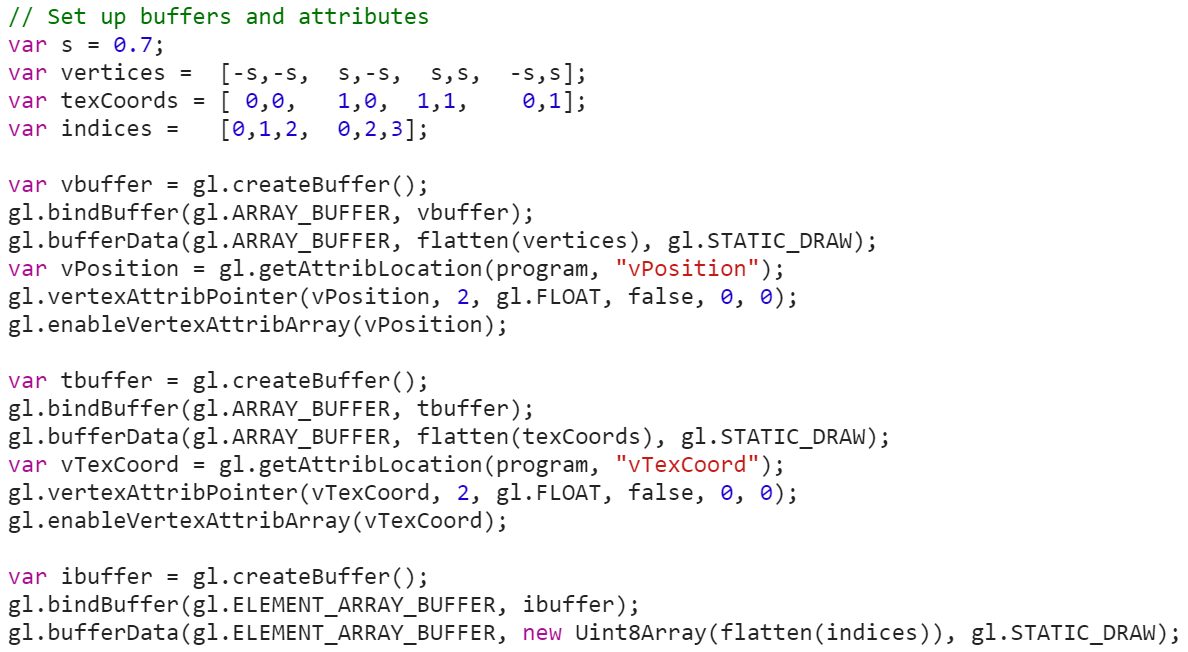 // Set up buffers and attributes
var s = 0.7;
var vertices =  [-s,-s,  s,-s,  s,s,  -s,s];
var texCoords = [ 0,0,   1,0,  1,1,    0,1];
var indices =   [0,1,2,  0,2,3];

var vbuffer = gl.createBuffer();
gl.bindBuffer(gl.ARRAY_BUFFER, vbuffer);
gl.bufferData(gl.ARRAY_BUFFER, flatten(vertices), gl.STATIC_DRAW);
var vPosition = gl.getAttribLocation(program, "vPosition");
gl.vertexAttribPointer(vPosition, 2, gl.FLOAT, false, 0, 0);
gl.enableVertexAttribArray(vPosition);

var tbuffer = gl.createBuffer();
gl.bindBuffer(gl.ARRAY_BUFFER, tbuffer);
gl.bufferData(gl.ARRAY_BUFFER, flatten(texCoords), gl.STATIC_DRAW);
var vTexCoord = gl.getAttribLocation(program, "vTexCoord");
gl.vertexAttribPointer(vTexCoord, 2, gl.FLOAT, false, 0, 0);
gl.enableVertexAttribArray(vTexCoord);

var ibuffer = gl.createBuffer();
gl.bindBuffer(gl.ELEMENT_ARRAY_BUFFER, ibuffer);
gl.bufferData(gl.ELEMENT_ARRAY_BUFFER, new Uint8Array(flatten(indices)), gl.STATIC_DRAW);